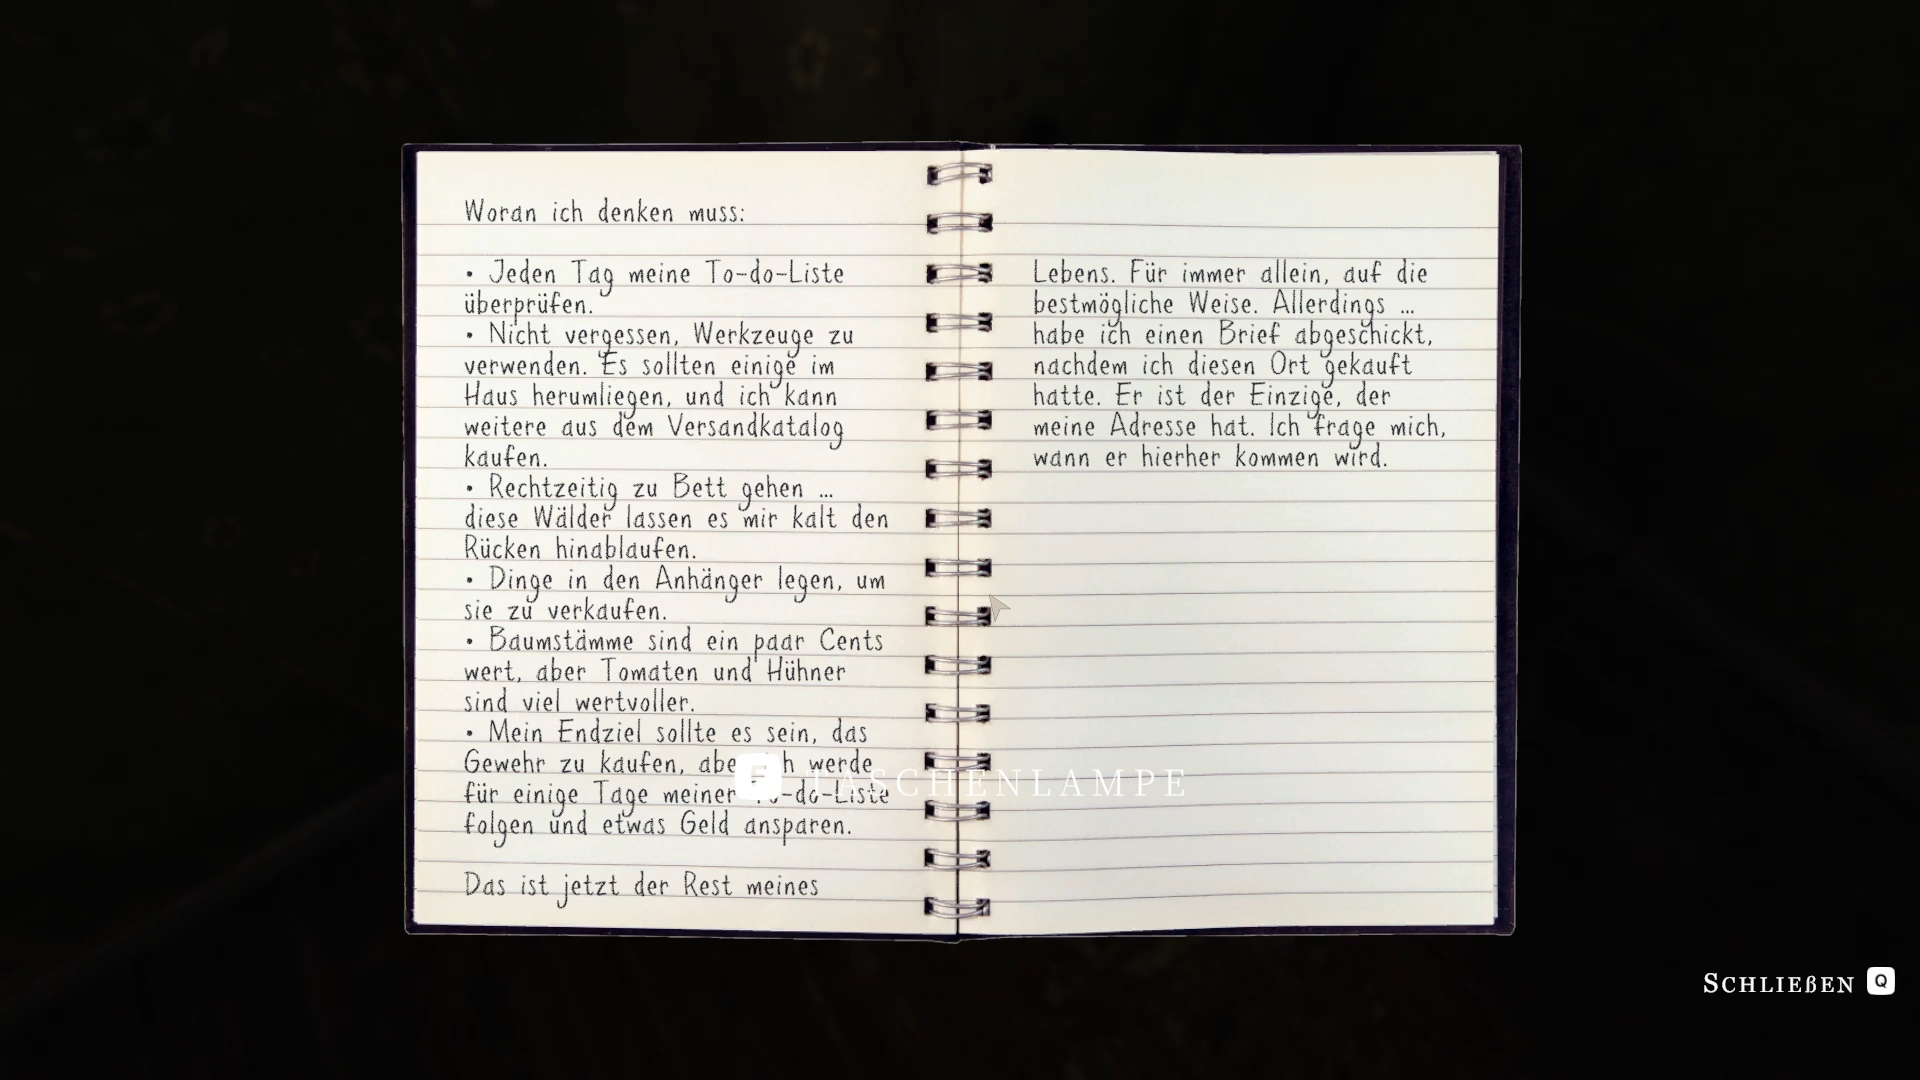 Woran ich denken muss:
• Jeden Tag meine To-do-Liste
überprüfen.
• Nicht vergessen, Werkzeuge zu
verwenden. Es sollten einige im
Haus herumliegen, und ich kann
weitere aus dem Versandkatalog
kaufen.
• Rechtzeitig zu Bett gehen ...
diese Wälder lassen es mir kalt den
Rücken hinablaufen.
• Dinge in den Anhänger legen, um
sie zu verkaufen.
• Baumstämme sind ein paar Cents
wert, aber Tomaten und Hühner
sind viel wertvoller.
• Mein Endziel sollte es sein, das
Gewehr zu kaufen, aber ich werde
für einige Tage meiner To-do-Liste
folgen und etwas Geld ansparen.
Das ist jetzt der Rest meines
Lebens. Für immer allein, auf die
bestmögliche Weise. Allerdings ...
habe ich einen Brief abgeschickt,
nachdem ich diesen Ort gekauft
hatte. Er ist der Einzige, der
meine Adresse hat. Ich frage mich,
wann er hierher kommen wird.
F TASCHENLAMPE
SCHLIEßEN Q